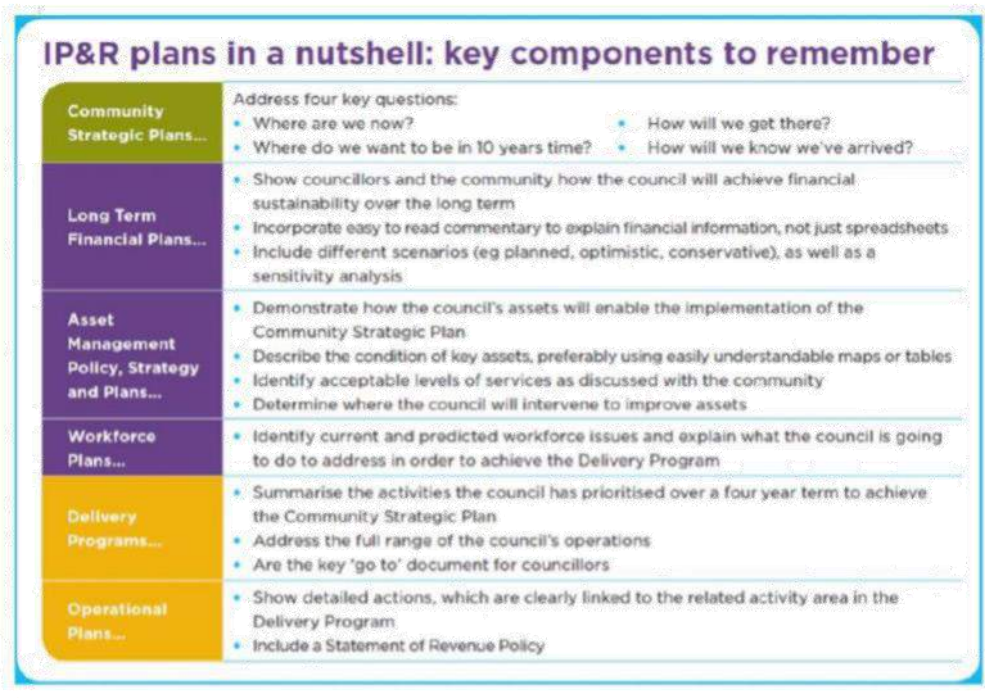 IP&R plans in a nutshell: key components to remember
Community
Strategic Plans...
Address four key questions:
• Where are we now?
• How will we get there?
• Where do we want to be in 10 years time?
• How will we know we've arrived?
Long Term
Financial Plans...
• Show councillors and the community how the council will achieve financial
sustainability over the long term
• Incorporate easy to read commentary to explain financial information, not just spreadsheets
• Include different scenarios (eg planned, optimistic, conservative), as well as a
sensitivity analysis
Asset
Management
Policy, Strategy
and Plans...
• Demonstrate how the council's assets will enable the implementation of the
Community Strategic Plan
• Describe the condition of key assets, preferably using easily understandable maps or tables
• Identify acceptable levels of services as discussed with the community
• Determine where the council will intervene to improve assets
Workforce
Plans...
• Identify current and predicted workforce issues and explain what the council is going
to do to address in order to achieve the Delivery Program
Delivery
Programs...
• Summarise the activities the council has prioritised over a four year term to achieve
the Community Strategic Plan
• Address the full range of the council's operations
• Are the key 'go to' document for councillors
Operational
Plans...
• Show detailed actions, which are clearly linked to the related activity area in the
Delivery Program
• Include a Statement of Revenue Policy